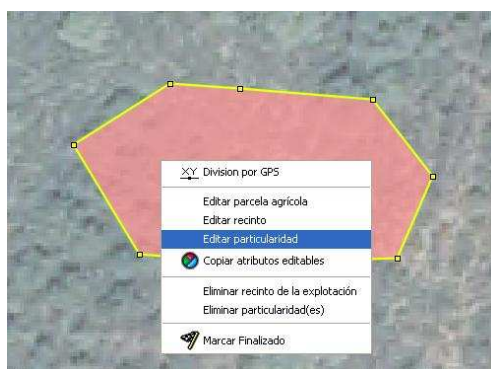 XY Division por GPS
Editar parcela agrícola
Editar recinto
Editar particularidad
Copiar atributos editables
Eliminar recinto de la explotación
Eliminar particularidad(es)
Marcar Finalizado